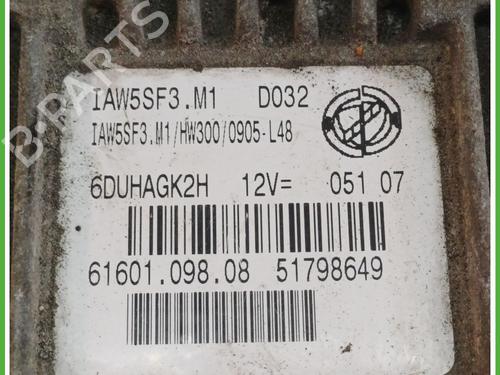 B-PARTS
IAW5SF3.M1 D032
IAW5SF3.M1/HW300/0905-L48
6DUHAGK2H 12V= 051 07
61601.098.08 51798649